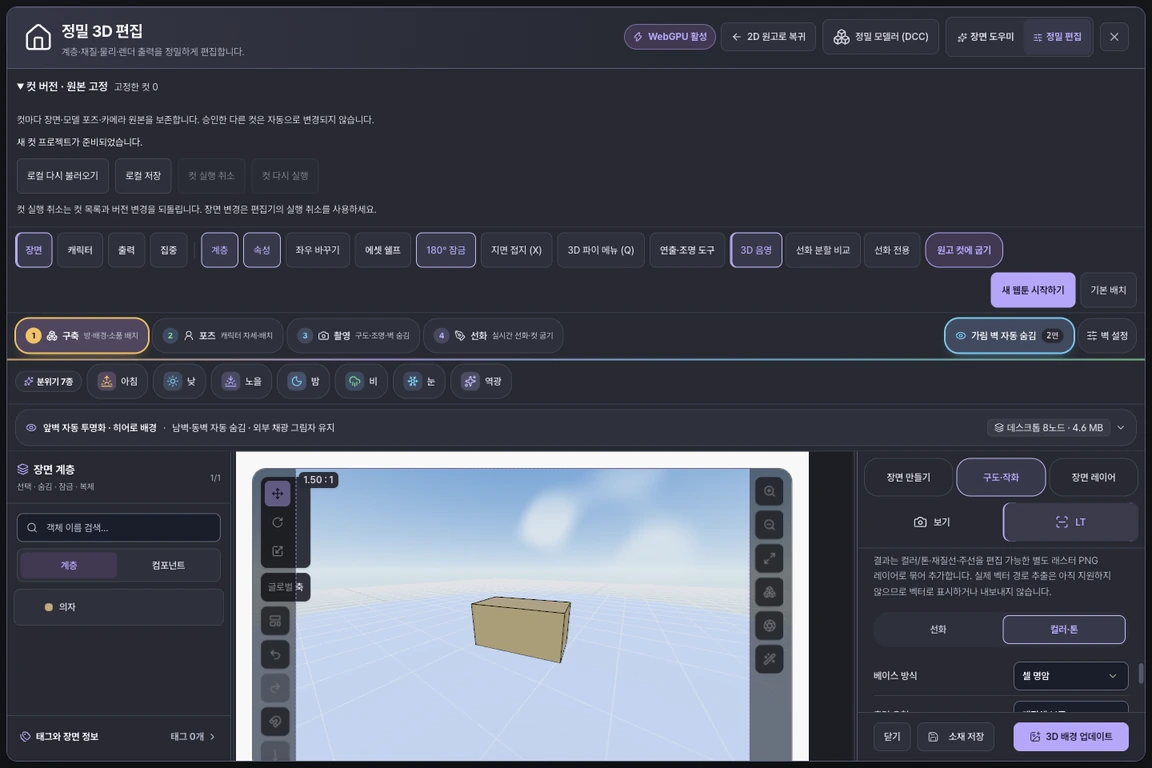 정밀 3D 편집
계층·재질·물리·렌더 출력을 정밀하게 편집합니다.
WebGPU 활성
2D 원고로 복귀
정밀 모델러 (DCC)
장면 도우미
정밀 편집
▼ 컷 버전 · 원본 고정 고정한 컷 0
컷마다 장면·모델 포즈·카메라 원본을 보존합니다. 승인한 다른 컷은 자동으로 변경되지 않습니다.
새 컷 프로젝트가 준비되었습니다.
로컬 다시 불러오기
로컬 저장
컷 실행 취소
컷 다시 실행
컷 실행 취소는 컷 목록과 버전 변경을 되돌립니다. 장면 변경은 편집기의 실행 취소를 사용하세요.
장면
캐릭터
출력
집중
계층
속성
좌우 바꾸기
에셋 쉘프
180° 잠금
지면 접지 (X)
3D 파이 메뉴 (Q)
연출·조명 도구
3D 음영
선화 분할 비교
선화 전용
원고 컷에 굽기
새 웹툰 시작하기
기본 배치
1 구축 방·배경·소품 배치
2 포즈 캐릭터 자세·배치
3 촬영 구도·조명·벽 숨김
4 선화 실시간 선화·컷 굽기
가림 벽 자동 숨김 2면
벽 설정
분위기 7종
아침
낮
노을
밤
비
눈
역광
앞벽 자동 투명화 · 히어로 배경 · 남벽·동벽 자동 숨김 · 외부 채광 그림자 유지
데스크톱 8노드 · 4.6 MB
장면 계층
선택 · 숨김 · 잠금 · 복제
1/1
객체 이름 검색...
계층
컴포넌트
의자
태그와 장면 정보
태그 0개
1.50 : 1
글로벌 축
장면 만들기
구도·작화
장면 레이어
보기
LT
결과는 컬러/톤·재질선·주선을 편집 가능한 별도 래스터 PNG
레이어로 묶어 추가합니다. 실제 벡터 경로 추출은 아직 지원하지
않으므로 벡터로 표시하거나 내보내지 않습니다.
선화
컬러·톤
베이스 방식
셀 명암
닫기
소재 저장
3D 배경 업데이트